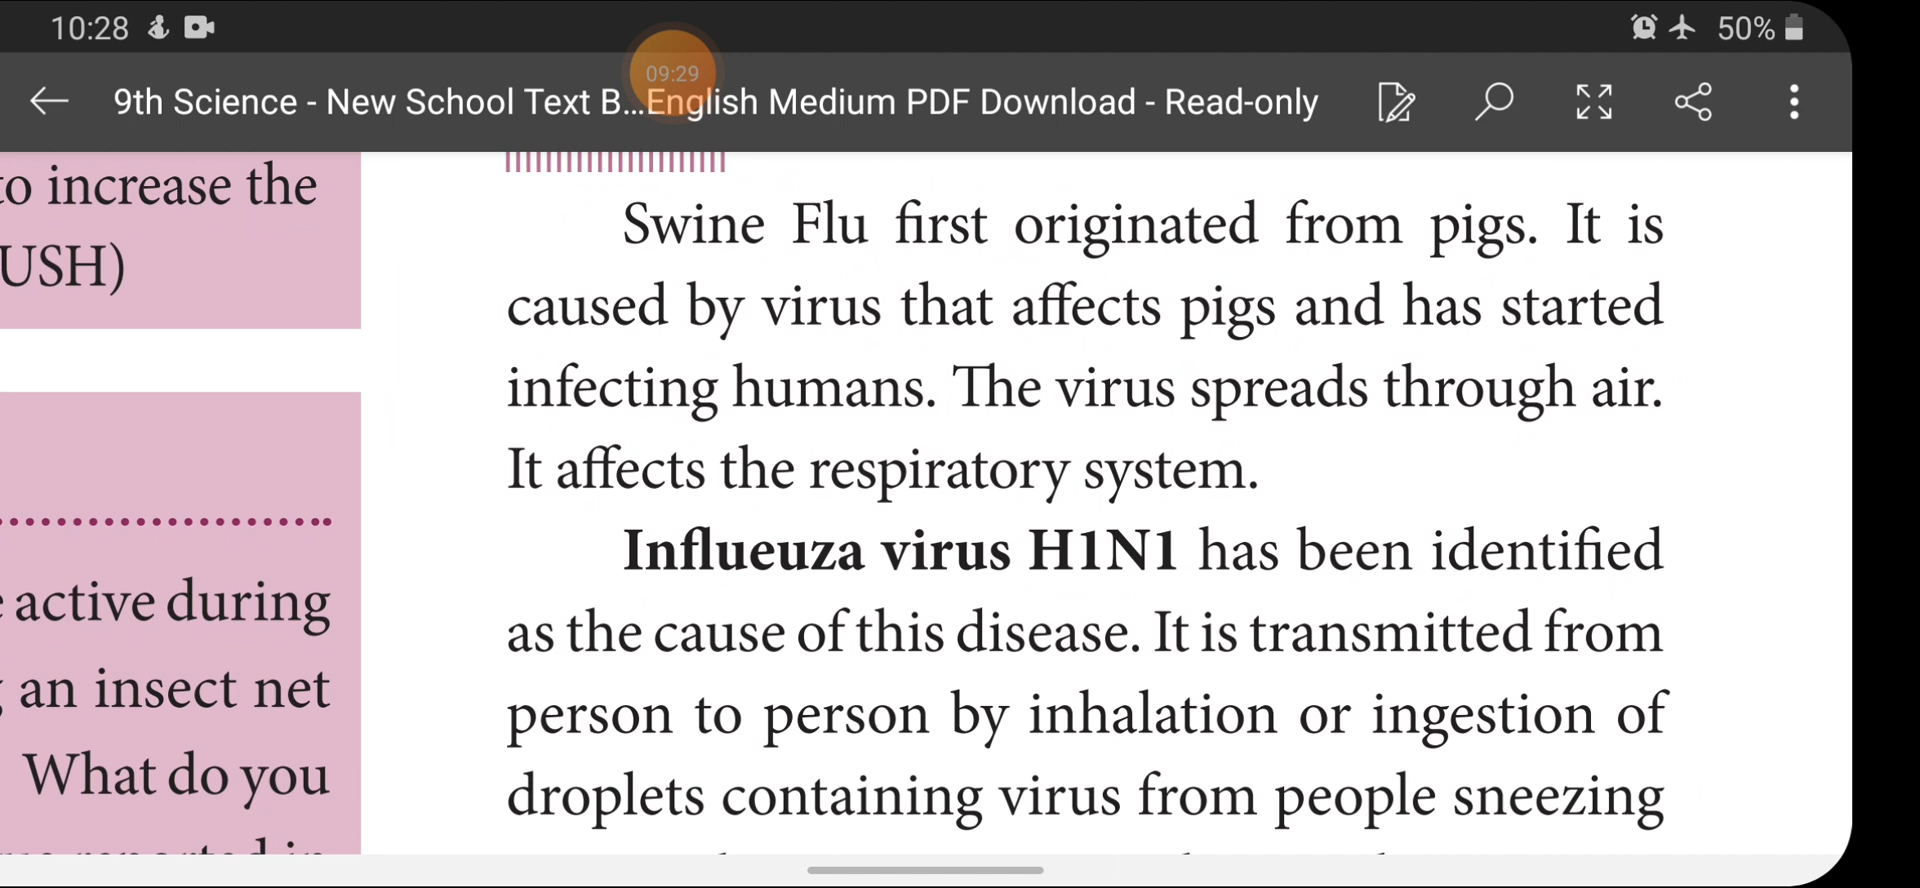 10:28
50%
09:29
9th Science - New School Text B...English Medium PDF Download - Read-only
to increase the
USH)
active during
an insect net
What do you
Swine Flu first originated from pigs. It is
caused by virus that affects pigs and has started
infecting humans. The virus spreads through air.
It affects the respiratory system.
Influeuza virus H1N1 has been identified
as the cause of this disease. It is transmitted from
person to person by inhalation or ingestion of
droplets containing virus from people sneezing